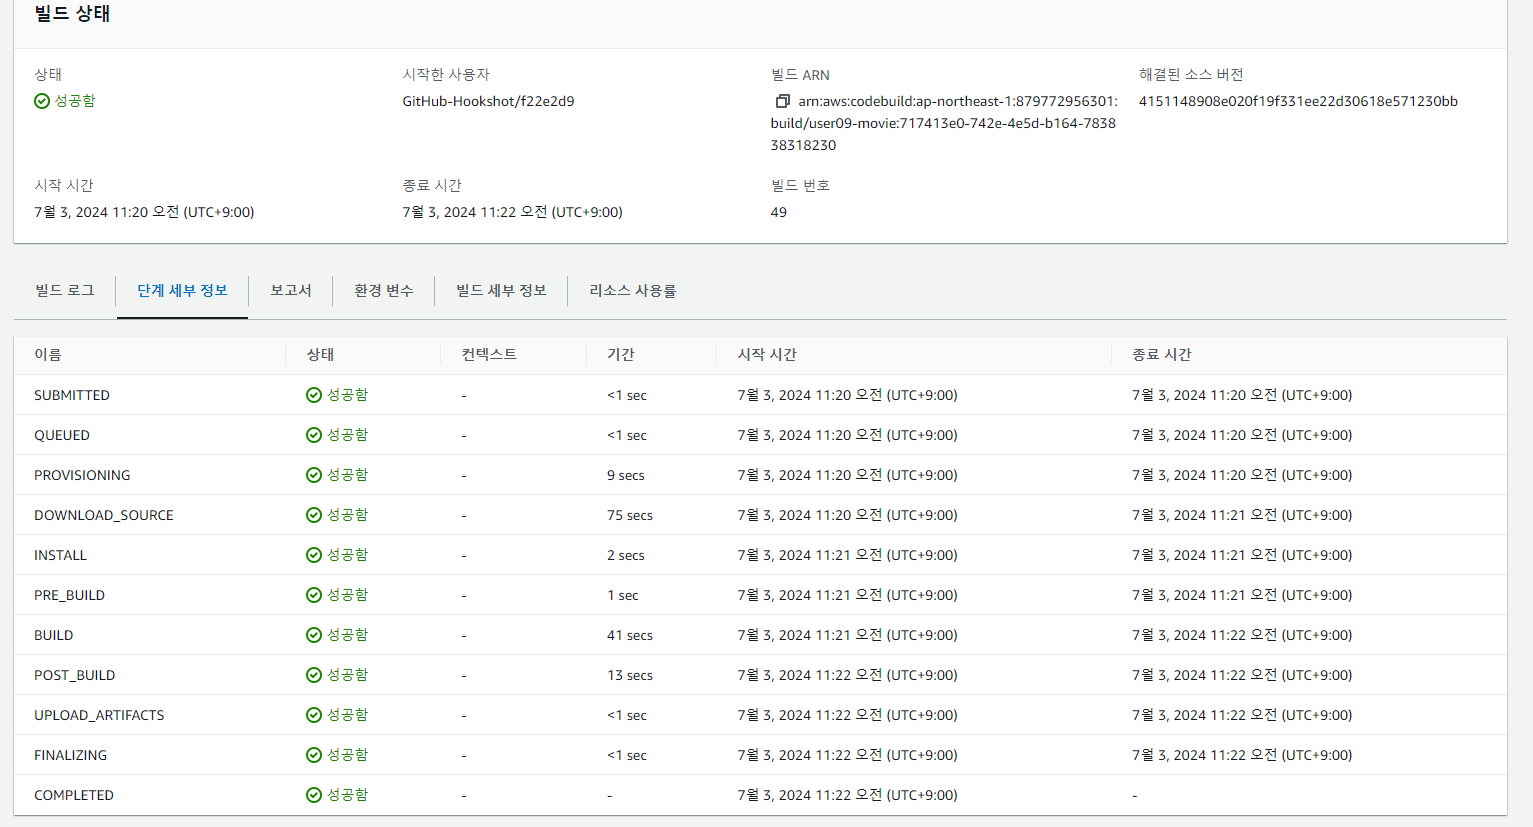 빌드 상태
상태
성공함
시작한 사용자
GitHub-Hookshot/f22e2d9
빌드 ARN
arn:aws:codebuild:ap-northeast-1:879772956301:
build/user09-movie:717413e0-742e-4e5d-b164-7838
38318230
해결된 소스 버전
4151148908e020f19f331ee22d30618e571230bb
시작 시간
7월 3, 2024 11:20 오전 (UTC+9:00)
종료 시간
7월 3, 2024 11:22 오전 (UTC+9:00)
빌드 번호
49
빌드 로그 단계 세부 정보 보고서 환경 변수 빌드 세부 정보 리소스 사용률
이름 상태 컨텍스트 기간 시작 시간 종료 시간
SUBMITTED 성공함 - <1 sec 7월 3, 2024 11:20 오전 (UTC+9:00) 7월 3, 2024 11:20 오전 (UTC+9:00)
QUEUED 성공함 - <1 sec 7월 3, 2024 11:20 오전 (UTC+9:00) 7월 3, 2024 11:20 오전 (UTC+9:00)
PROVISIONING 성공함 - 9 secs 7월 3, 2024 11:20 오전 (UTC+9:00) 7월 3, 2024 11:20 오전 (UTC+9:00)
DOWNLOAD_SOURCE 성공함 - 75 secs 7월 3, 2024 11:20 오전 (UTC+9:00) 7월 3, 2024 11:21 오전 (UTC+9:00)
INSTALL 성공함 - 2 secs 7월 3, 2024 11:21 오전 (UTC+9:00) 7월 3, 2024 11:21 오전 (UTC+9:00)
PRE_BUILD 성공함 - 1 sec 7월 3, 2024 11:21 오전 (UTC+9:00) 7월 3, 2024 11:21 오전 (UTC+9:00)
BUILD 성공함 - 41 secs 7월 3, 2024 11:21 오전 (UTC+9:00) 7월 3, 2024 11:22 오전 (UTC+9:00)
POST_BUILD 성공함 - 13 secs 7월 3, 2024 11:22 오전 (UTC+9:00) 7월 3, 2024 11:22 오전 (UTC+9:00)
UPLOAD_ARTIFACTS 성공함 - <1 sec 7월 3, 2024 11:22 오전 (UTC+9:00) 7월 3, 2024 11:22 오전 (UTC+9:00)
FINALIZING 성공함 - <1 sec 7월 3, 2024 11:22 오전 (UTC+9:00) 7월 3, 2024 11:22 오전 (UTC+9:00)
COMPLETED 성공함 - - 7월 3, 2024 11:22 오전 (UTC+9:00) -